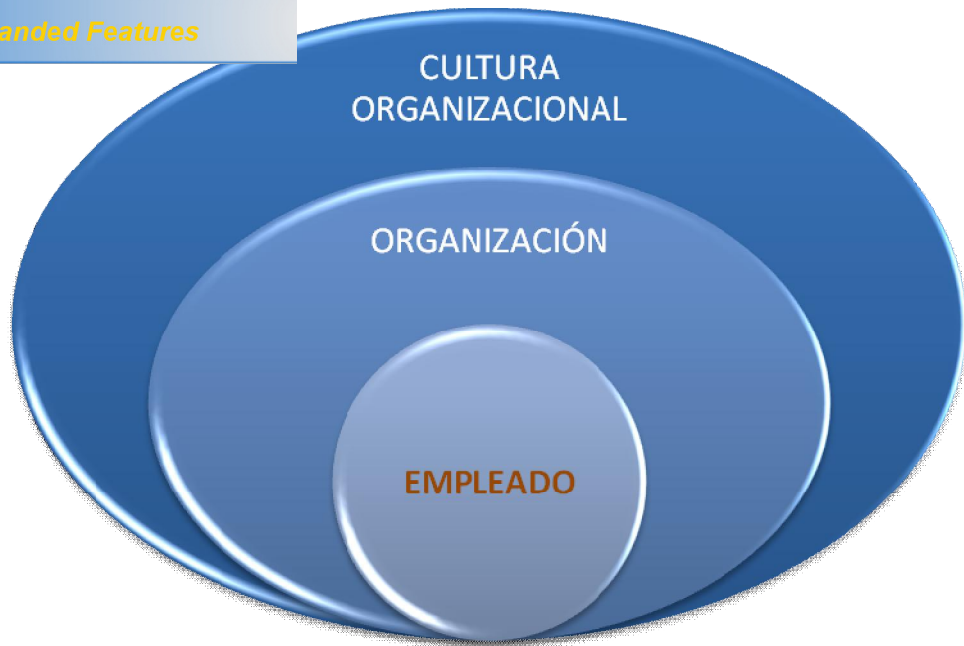 anded Features
CULTURA
ORGANIZACIONAL
ORGANIZACIÓN
EMPLEADO